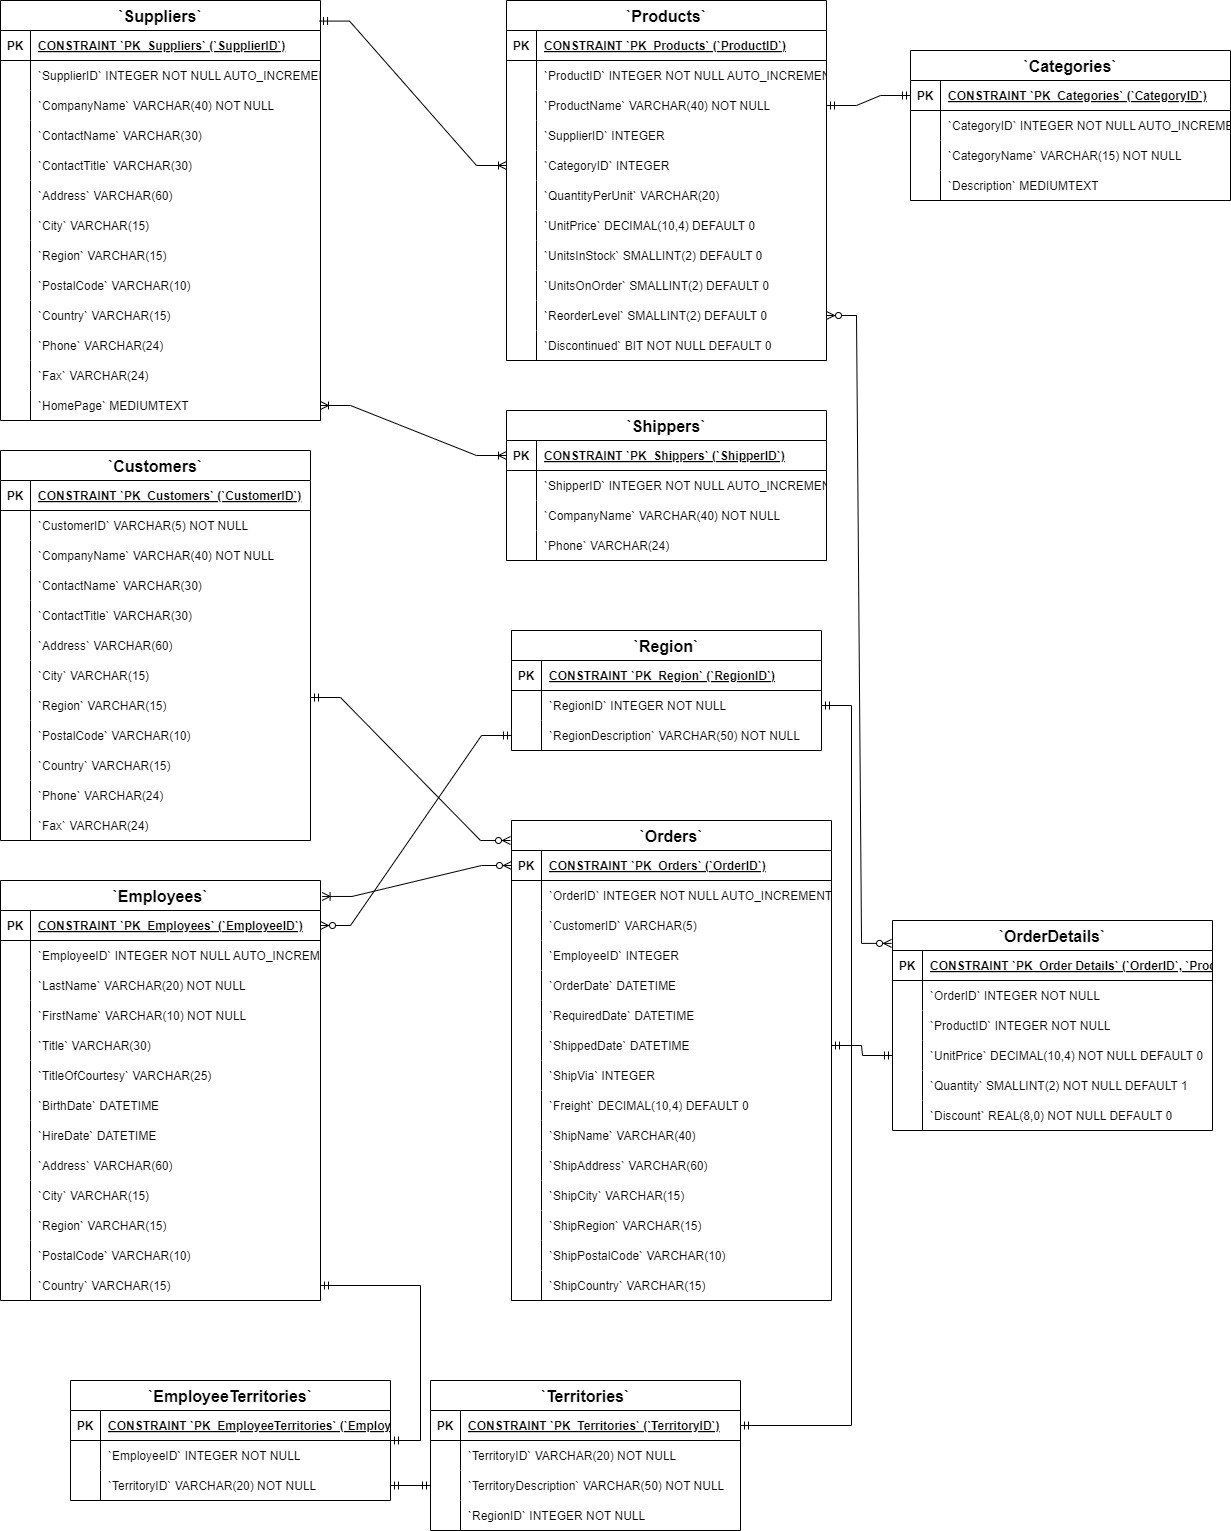 `Suppliers`
PK CONSTRAINT `PK_Suppliers` (`SupplierID`)
`SupplierID` INTEGER NOT NULL AUTO_INCREMEN
`CompanyName` VARCHAR(40) NOT NULL
`ContactName` VARCHAR(30)
`ContactTitle` VARCHAR(30)
`Address` VARCHAR(60)
`City` VARCHAR(15)
`Region` VARCHAR(15)
`PostalCode` VARCHAR(10)
`Country` VARCHAR(15)
`Phone` VARCHAR(24)
`Fax` VARCHAR(24)
`HomePage` MEDIUMTEXT
`Products`
PK CONSTRAINT `PK_Products` (`ProductID`)
`ProductID` INTEGER NOT NULL AUTO_INCREMEN
`ProductName` VARCHAR(40) NOT NULL
`SupplierID` INTEGER
`CategoryID` INTEGER
`QuantityPerUnit` VARCHAR(20)
`UnitPrice` DECIMAL(10,4) DEFAULT 0
`UnitsInStock` SMALLINT(2) DEFAULT 0
`UnitsOnOrder` SMALLINT(2) DEFAULT 0
`ReorderLevel` SMALLINT(2) DEFAULT 0
`Discontinued` BIT NOT NULL DEFAULT 0
`Categories`
PK CONSTRAINT `PK_Categories` (`CategoryID`)
`CategoryID` INTEGER NOT NULL AUTO_INCREME
`CategoryName` VARCHAR(15) NOT NULL
`Description` MEDIUMTEXT
`Shippers`
PK CONSTRAINT `PK_Shippers` (`ShipperID`)
`ShipperID` INTEGER NOT NULL AUTO_INCREMEN
`CompanyName` VARCHAR(40) NOT NULL
`Phone` VARCHAR(24)
`Customers`
PK CONSTRAINT `PK_Customers` (`CustomerID`)
`CustomerID` VARCHAR(5) NOT NULL
`CompanyName` VARCHAR(40) NOT NULL
`ContactName` VARCHAR(30)
`ContactTitle` VARCHAR(30)
`Address` VARCHAR(60)
`City` VARCHAR(15)
`Region` VARCHAR(15)
`PostalCode` VARCHAR(10)
`Country` VARCHAR(15)
`Phone` VARCHAR(24)
`Fax` VARCHAR(24)
`Region`
PK CONSTRAINT `PK_Region` (`RegionID`)
`RegionID` INTEGER NOT NULL
`RegionDescription` VARCHAR(50) NOT NULL
`Orders`
PK CONSTRAINT `PK_Orders` (`OrderID`)
`OrderID` INTEGER NOT NULL AUTO_INCREMENT
`CustomerID` VARCHAR(5)
`EmployeeID` INTEGER
`OrderDate` DATETIME
`RequiredDate` DATETIME
`ShippedDate` DATETIME
`ShipVia` INTEGER
`Freight` DECIMAL(10,4) DEFAULT 0
`ShipName` VARCHAR(40)
`ShipAddress` VARCHAR(60)
`ShipCity` VARCHAR(15)
`ShipRegion` VARCHAR(15)
`ShipPostalCode` VARCHAR(10)
`ShipCountry` VARCHAR(15)
`Employees`
PK CONSTRAINT `PK_Employees` (`EmployeeID`)
`EmployeeID` INTEGER NOT NULL AUTO_INCREM
`LastName` VARCHAR(20) NOT NULL
`FirstName` VARCHAR(10) NOT NULL
`Title` VARCHAR(30)
`TitleOfCourtesy` VARCHAR(25)
`BirthDate` DATETIME
`HireDate` DATETIME
`Address` VARCHAR(60)
`City` VARCHAR(15)
`Region` VARCHAR(15)
`PostalCode` VARCHAR(10)
`Country` VARCHAR(15)
`OrderDetails`
PK CONSTRAINT `PK_Order Details` (`OrderID`, `Prod
`OrderID` INTEGER NOT NULL
`ProductID` INTEGER NOT NULL
`UnitPrice` DECIMAL(10,4) NOT NULL DEFAULT 0
`Quantity` SMALLINT(2) NOT NULL DEFAULT 1
`Discount` REAL(8,0) NOT NULL DEFAULT 0
`EmployeeTerritories`
PK CONSTRAINT `PK_EmployeeTerritories` (`Employ
`EmployeeID` INTEGER NOT NULL
`TerritoryID` VARCHAR(20) NOT NULL
`Territories`
PK CONSTRAINT `PK_Territories` (`TerritoryID`)
`TerritoryID` VARCHAR(20) NOT NULL
`TerritoryDescription` VARCHAR(50) NOT NULL
`RegionID` INTEGER NOT NULL